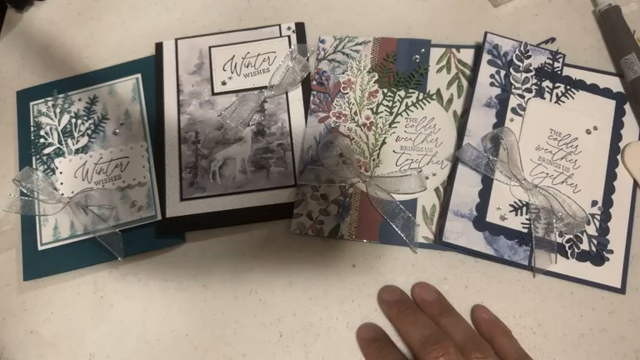 Winter
WISHES
Winter
WISHES
THE
colder
weather
BRINGS US
together
THE
colder
weather
BRINGS US
together